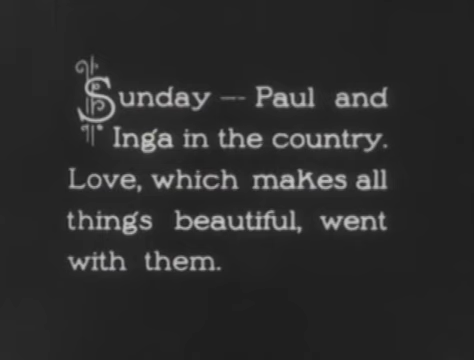 Sunday — Paul and
Inga in the country.
Love, which makes all
things beautiful, went
with them.